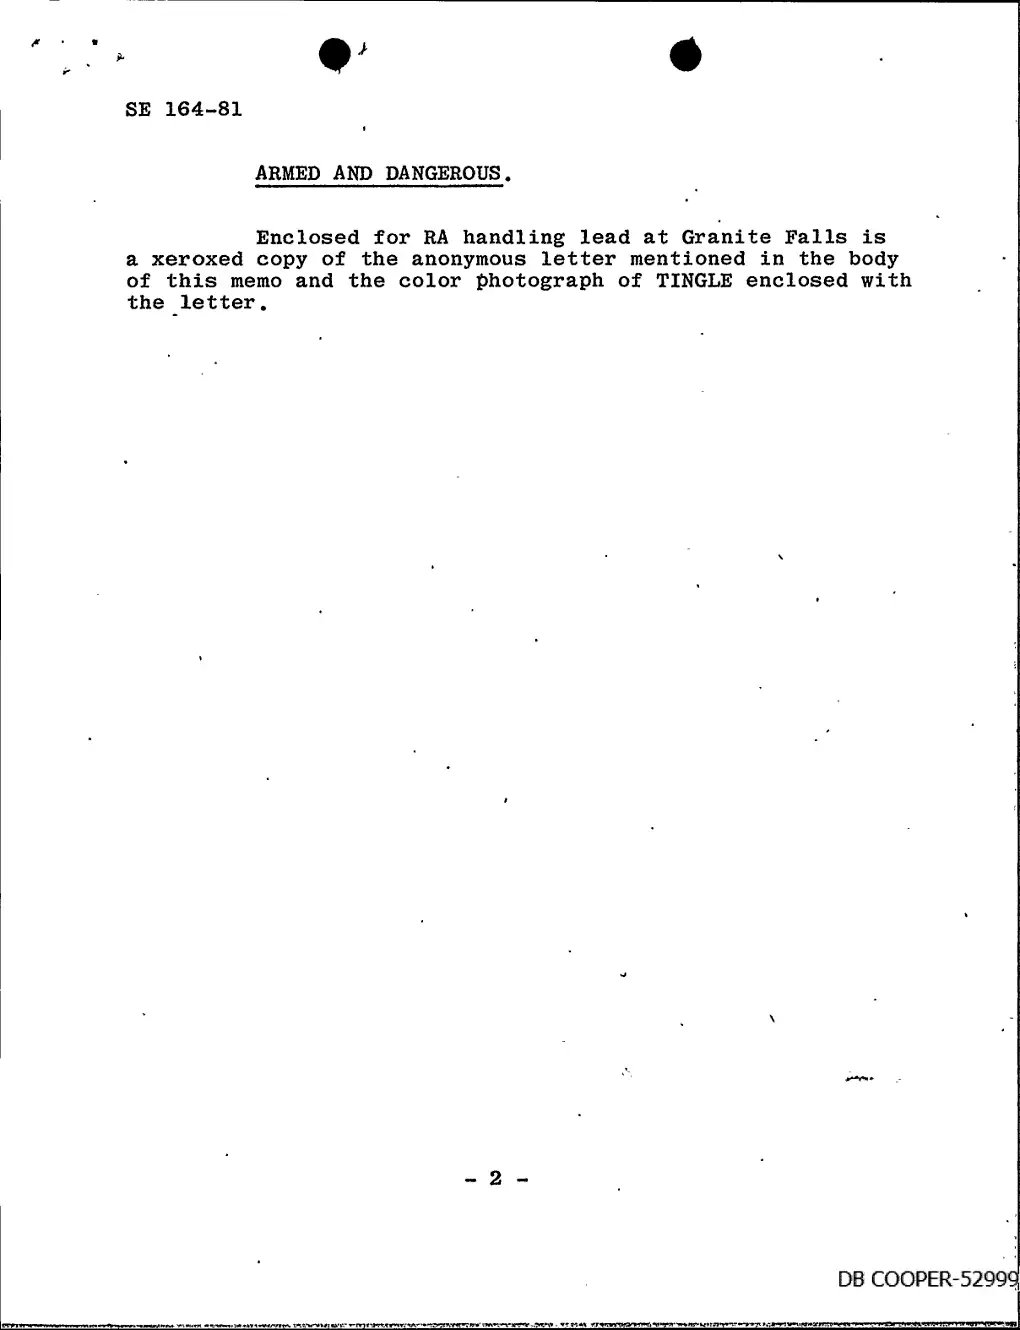 SE 164-81
ARMED AND DANGEROUS.
Enclosed for RA handling lead at Granite Falls is
a xeroxed copy of the anonymous letter mentioned in the body
of this memo and the color photograph of TINGLE enclosed with
the letter.
- 2 -
DB COOPER-52999